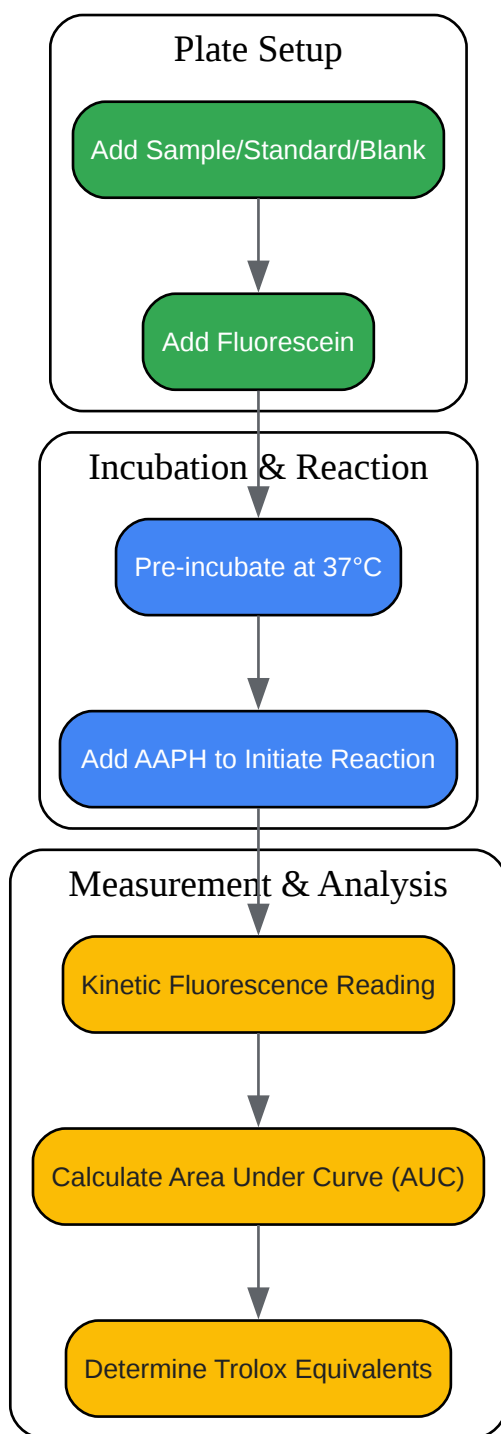 Plate Setup
Add Sample/Standard/Blank
Add Fluorescein
Incubation & Reaction
Pre-incubate at 37°C
Add AAPH to Initiate Reaction
Measurement & Analysis
Kinetic Fluorescence Reading
Calculate Area Under Curve (AUC)
Determine Trolox Equivalents